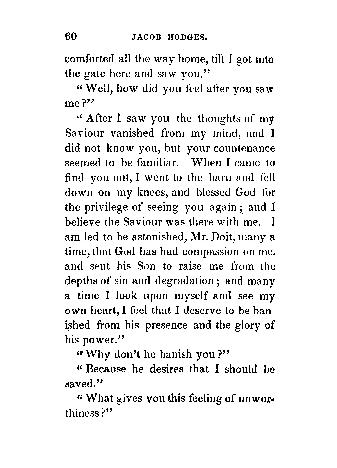 60 JACOB HODGES.
comforted all the way home, till I got into
the gate here and saw you."
"Well, how did you feel after you saw
me?"
"After I saw you the thoughts of my
Saviour vanished from my mind, and I
did not know you, but your countenance
seemed to be familiar. When I came to
find you out, I went to the barn and fell
down on my knees, and blessed God for
the privilege of seeing you again; and I
believe the Saviour was there with me. I
am led to be astonished, Mr. Doit, many a
time, that God has had compassion on me,
and sent his Son to raise me from the
depths of sin and degradation; and many
a time I look upon myself and see my
own heart, I feel that I deserve to be ban
ished from his presence and the glory of
his power."
"Why don't he banish you?"
"Because he desires that I should be
saved."
"What gives you this feeling of unwor-
thiness?"